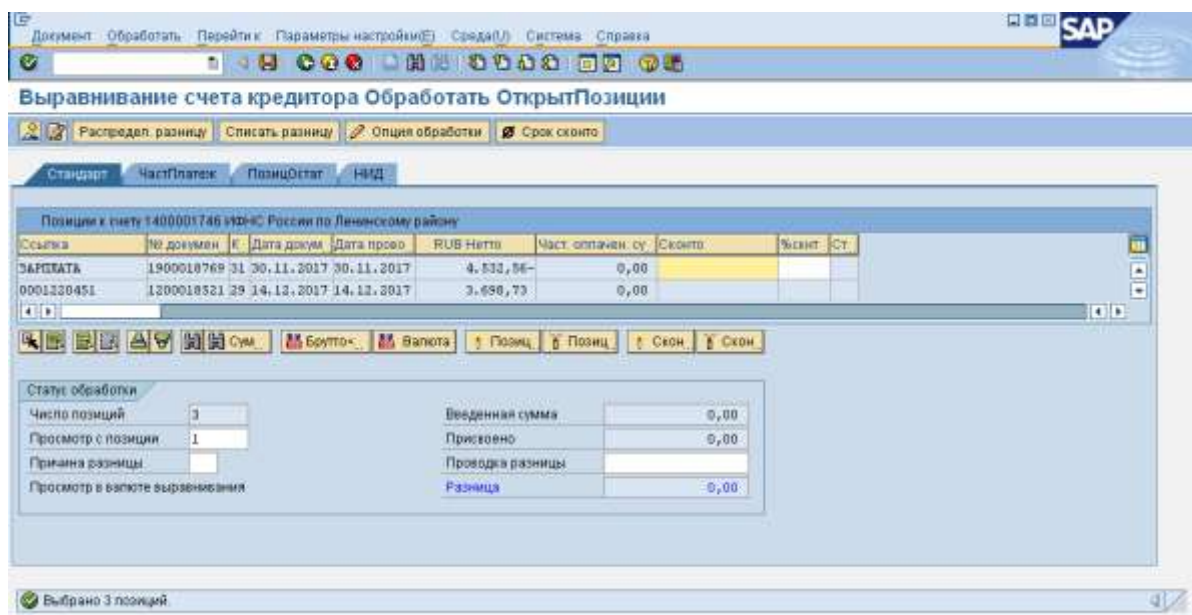 Документ Обработать Перейти к Параметры настройки(E) Среда(U) Система Справка
SAP
Выравнивание счета кредитора Обработать ОткрытПозиции
Распредел. разницу Списать разницу Опция обработки Срок сконто
Стандарт ЧастПлатеж ПозицОстат НИД
Позиции к счету 1400001746 ИФНС России по Ленинскому району
Ссылка № докумен К Дата докум Дата прово RUB Нетто Част. оплачен. су Сконто %скнт Ст
ЗАРПЛАТА 1900018769 31 30.11.2017 30.11.2017 4.532,56- 0,00
0001220451 1200018521 29 14.12.2017 14.12.2017 3.698,73 0,00
Сум. Брутто<. Валюта Позиц. Позиц. Скон. Скон.
Статус обработки
Число позиций 3 Введенная сумма 0,00
Просмотр с позиции 1 Присвоено 0,00
Причина разницы Проводка разницы
Просмотр в валюте выравнивания Разница 0,00
Выбрано 3 позиций.